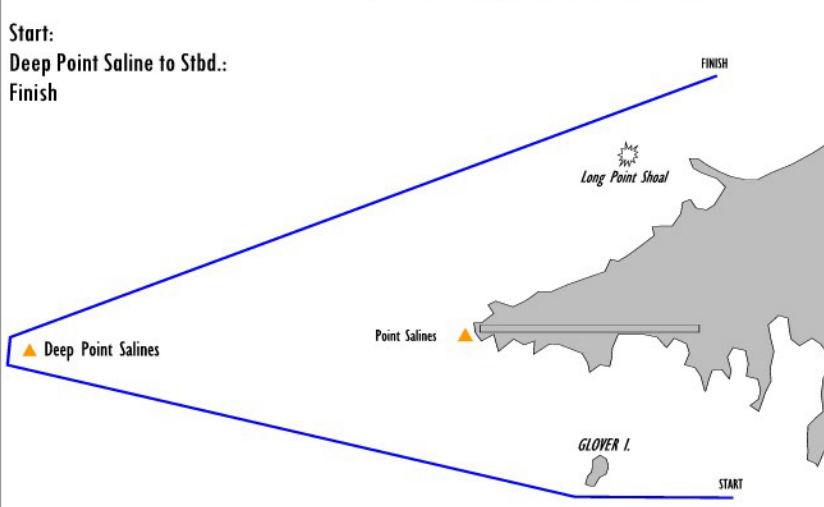 Start:
Deep Point Saline to Stbd.:
Finish
FINISH
Long Point Shoal
Point Salines
Deep Point Salines
GLOVER I.
START